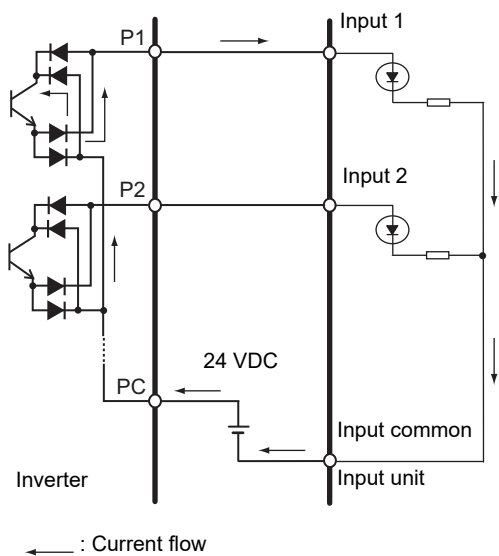 P1
Input 1
P2
Input 2
24 VDC
PC
Input common
Inverter
Input unit
: Current flow